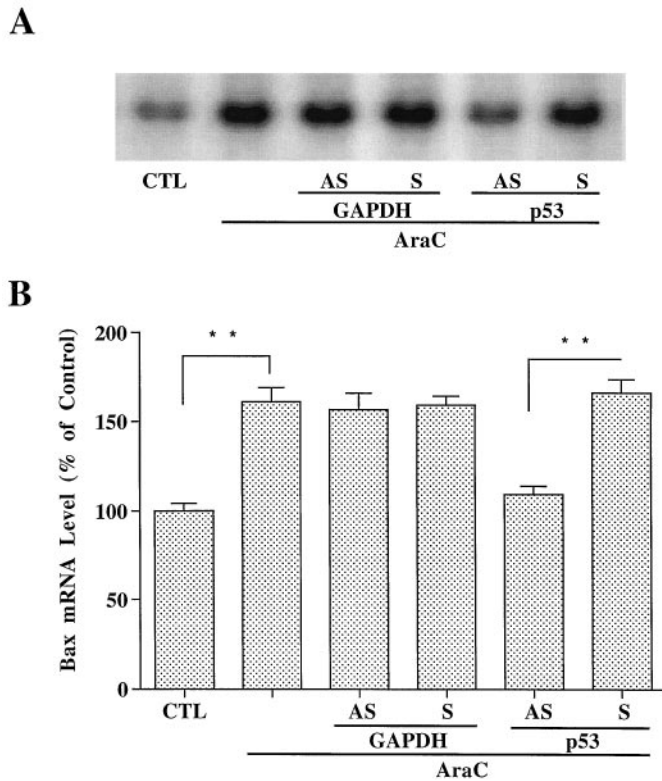 A
CTL AS S AS S
GAPDH p53
AraC
B
Bax mRNA Level (% of Control)
200
150
100
50
0
* * * *
CTL AS S AS S
GAPDH p53
AraC